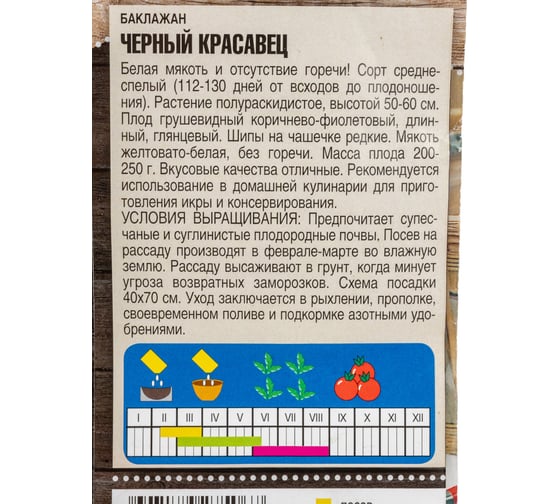 БАКЛАЖАН
ЧЕРНЫЙ КРАСАВЕЦ
Белая мякоть и отсутствие горечи! Сорт средне-
спелый (112-130 дней от всходов до плодоноше-
ния). Растение полураскидистое, высотой 50-60 см.
Плод грушевидный коричнево-фиолетовый, длин-
ный, глянцевый. Шипы на чашечке редкие. Мякоть
желтовато-белая, без горечи. Масса плода 200-
250 г. Вкусовые качества отличные. Рекомендуется
использование в домашней кулинарии для приго-
товления икры и консервирования.
УСЛОВИЯ ВЫРАЩИВАНИЯ: Предпочитает супес-
чаные и суглинистые плодородные почвы. Посев на
рассаду производят в феврале-марте во влажную
землю. Рассаду высаживают в грунт, когда минует
угроза возвратных заморозков. Схема посадки
40х70 см. Уход заключается в рыхлении, прополке,
своевременном поливе и подкормке азотными удо-
брениями.
I II III IV V VI VII VIII IX X XI XII